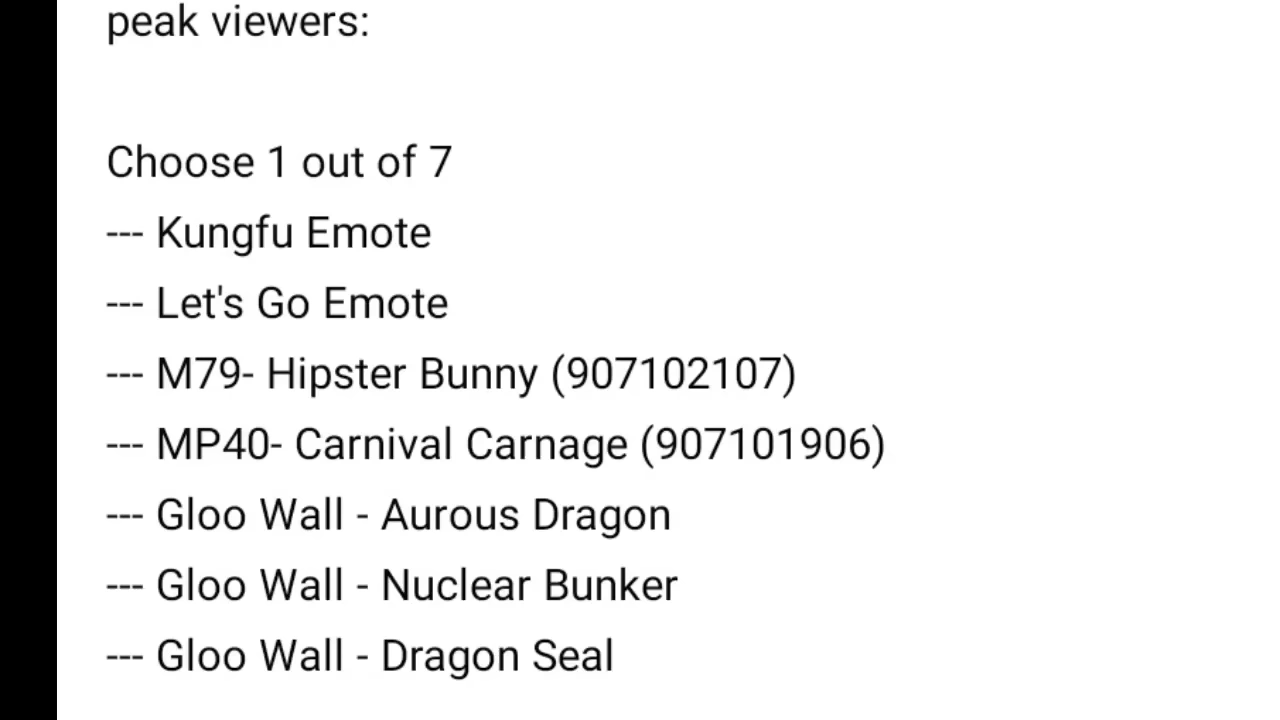 peak viewers:
Choose 1 out of 7
--- Kungfu Emote
--- Let's Go Emote
--- M79- Hipster Bunny (907102107)
--- MP40- Carnival Carnage (907101906)
--- Gloo Wall - Aurous Dragon
--- Gloo Wall - Nuclear Bunker
--- Gloo Wall - Dragon Seal